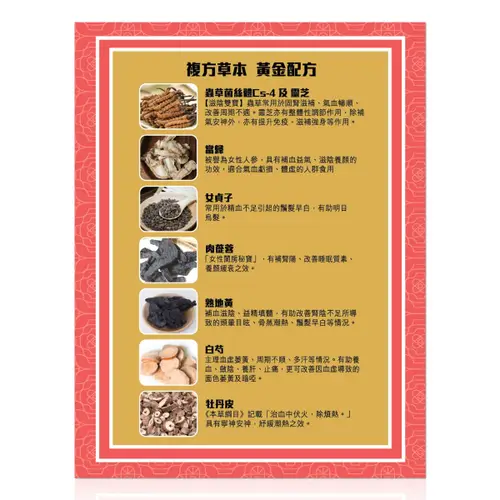 複方草本 黃金配方
蟲草菌絲體Cs-4 及 靈芝
【滋陰雙寶】蟲草常用於固腎滋補、氣血暢順、
改善周期不適。靈芝亦有整體性調節作用，除補
氣安神外，亦有提升免疫、滋補強身等作用。
當歸
被譽為女性人參，具有補血益氣、滋陰養顏的
功效，適合氣血虧損、體虛的人群食用
女貞子
常用於精血不足引起的鬚髮早白，有助明目
烏髮。
肉蓯蓉
「女性閨房秘寶」，有補腎陽、改善睡眠質素、
養顏緩衰之效。
熟地黃
補血滋陰、益精填髓，有助改善腎陰不足所導
致的頭暈目眩、骨蒸潮熱、鬚髮早白等情況。
白芍
主理血虛萎黃、周期不順、多汗等情況。有助養
血、斂陰、養肝、止痛，更可改善因血虛導致的
面色萎黃及暗啞。
牡丹皮
《本草綱目》記載「治血中伏火，除煩熱。」
具有寧神安神，紓緩潮熱之效。